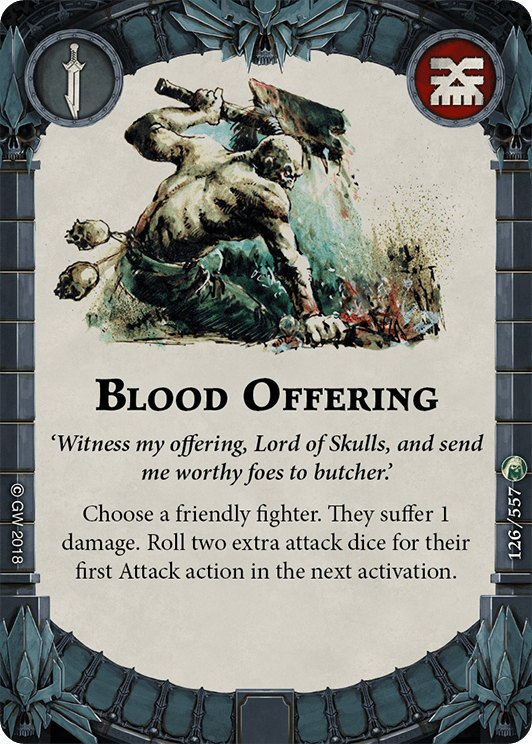 Blood Offering
‘Witness my offering, Lord of Skulls, and send
me worthy foes to butcher.’
Choose a friendly fighter. They suffer 1
damage. Roll two extra attack dice for their
first Attack action in the next activation.
© GW 2018
126/557